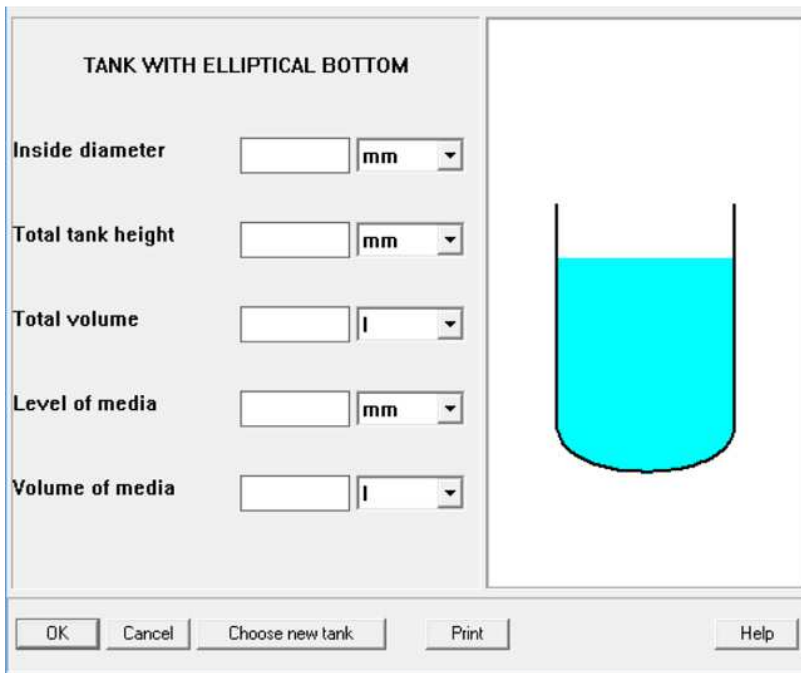 TANK WITH ELLIPTICAL BOTTOM
Inside diameter mm
Total tank height mm
Total volume l
Level of media mm
Volume of media l
OK Cancel Choose new tank Print Help